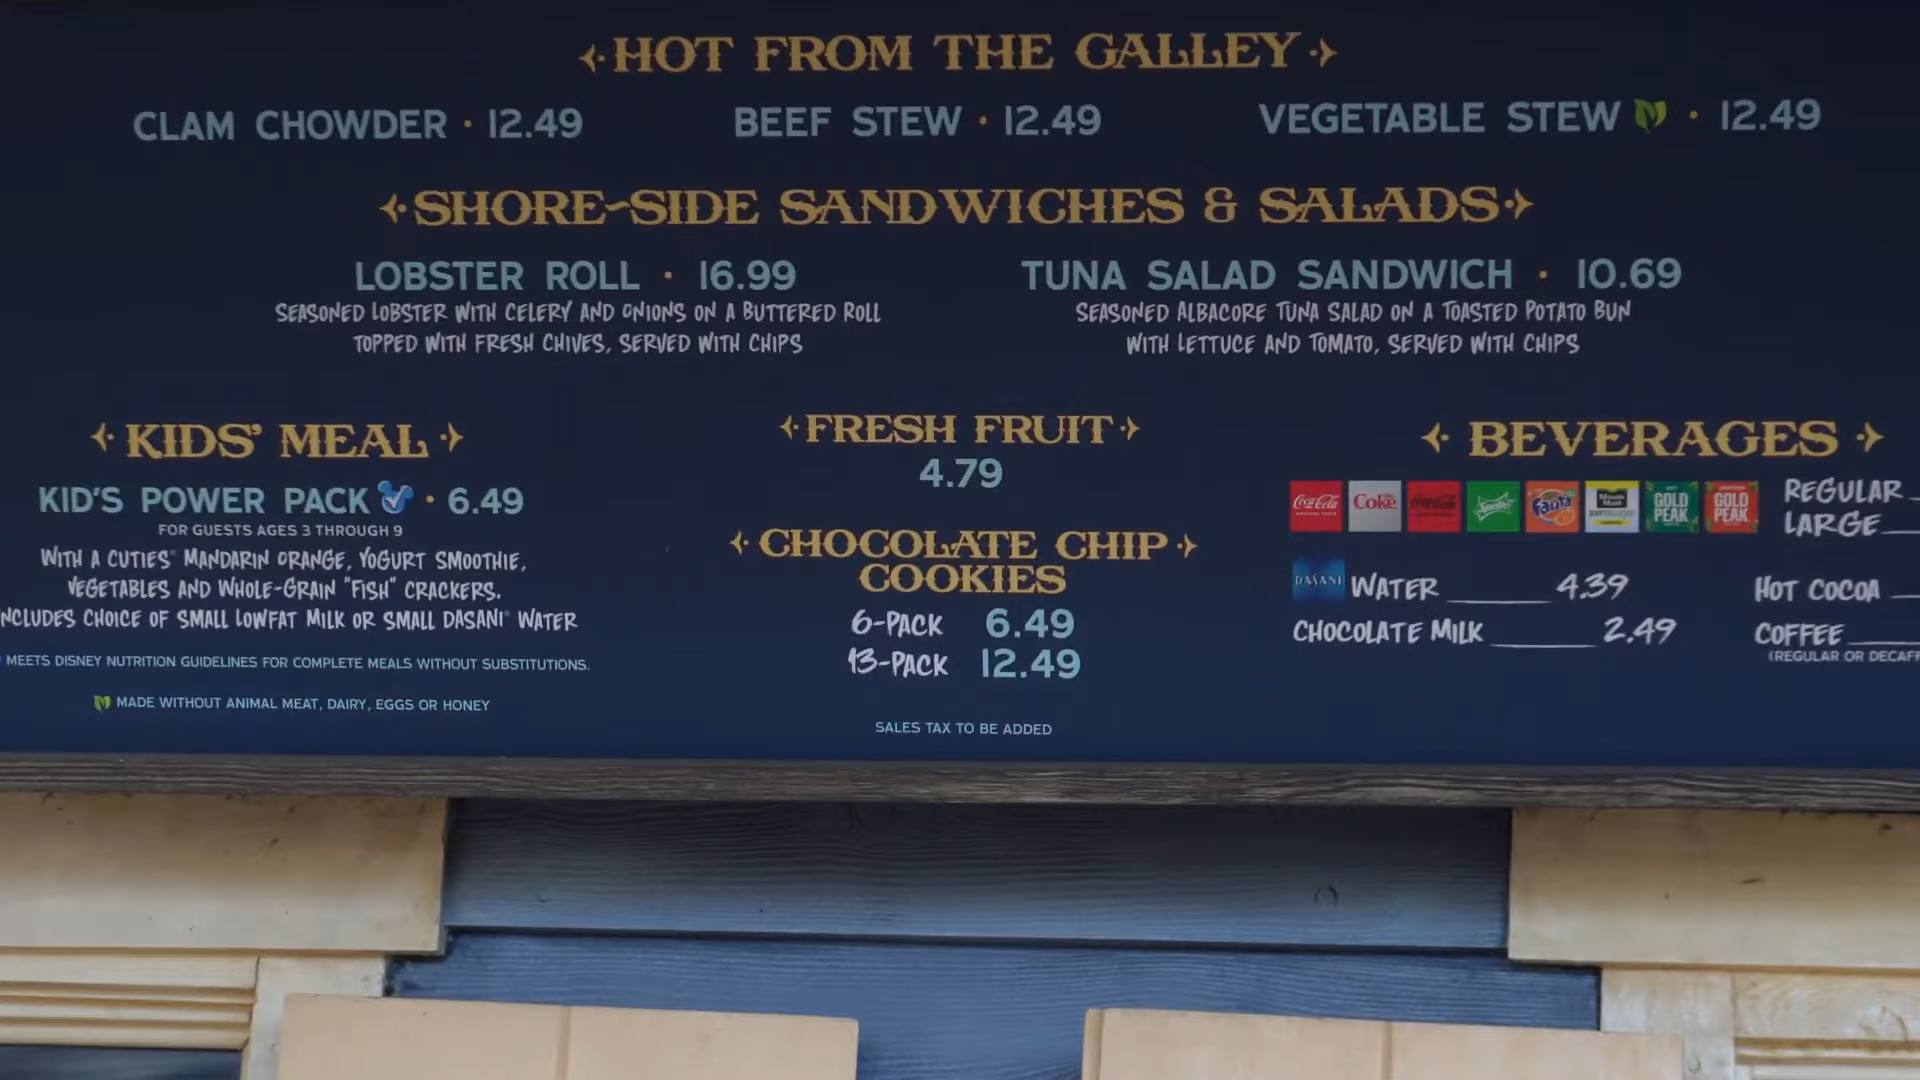 HOT FROM THE GALLEY
CLAM CHOWDER · 12.49
BEEF STEW · 12.49
VEGETABLE STEW · 12.49
SHORE-SIDE SANDWICHES & SALADS
LOBSTER ROLL · 16.99
SEASONED LOBSTER WITH CELERY AND ONIONS ON A BUTTERED ROLL
TOPPED WITH FRESH CHIVES, SERVED WITH CHIPS
TUNA SALAD SANDWICH · 10.69
SEASONED ALBACORE TUNA SALAD ON A TOASTED POTATO BUN
WITH LETTUCE AND TOMATO, SERVED WITH CHIPS
KIDS' MEAL
KID'S POWER PACK · 6.49
FOR GUESTS AGES 3 THROUGH 9
WITH A CUTIES® MANDARIN ORANGE, YOGURT SMOOTHIE,
VEGETABLES AND WHOLE-GRAIN "FISH" CRACKERS.
NCLUDES CHOICE OF SMALL LOWFAT MILK OR SMALL DASANI® WATER
MEETS DISNEY NUTRITION GUIDELINES FOR COMPLETE MEALS WITHOUT SUBSTITUTIONS.
MADE WITHOUT ANIMAL MEAT, DAIRY, EGGS OR HONEY
FRESH FRUIT
4.79
CHOCOLATE CHIP
COOKIES
6-PACK 6.49
13-PACK 12.49
SALES TAX TO BE ADDED
BEVERAGES
Coca-Cola
Coke
Coca-Cola
Sprite
Fanta
Minute Maid
GOLD PEAK
GOLD PEAK
REGULAR
LARGE
DASANI WATER 4.39
CHOCOLATE MILK 2.49
HOT COCOA
COFFEE
(REGULAR OR DECAF